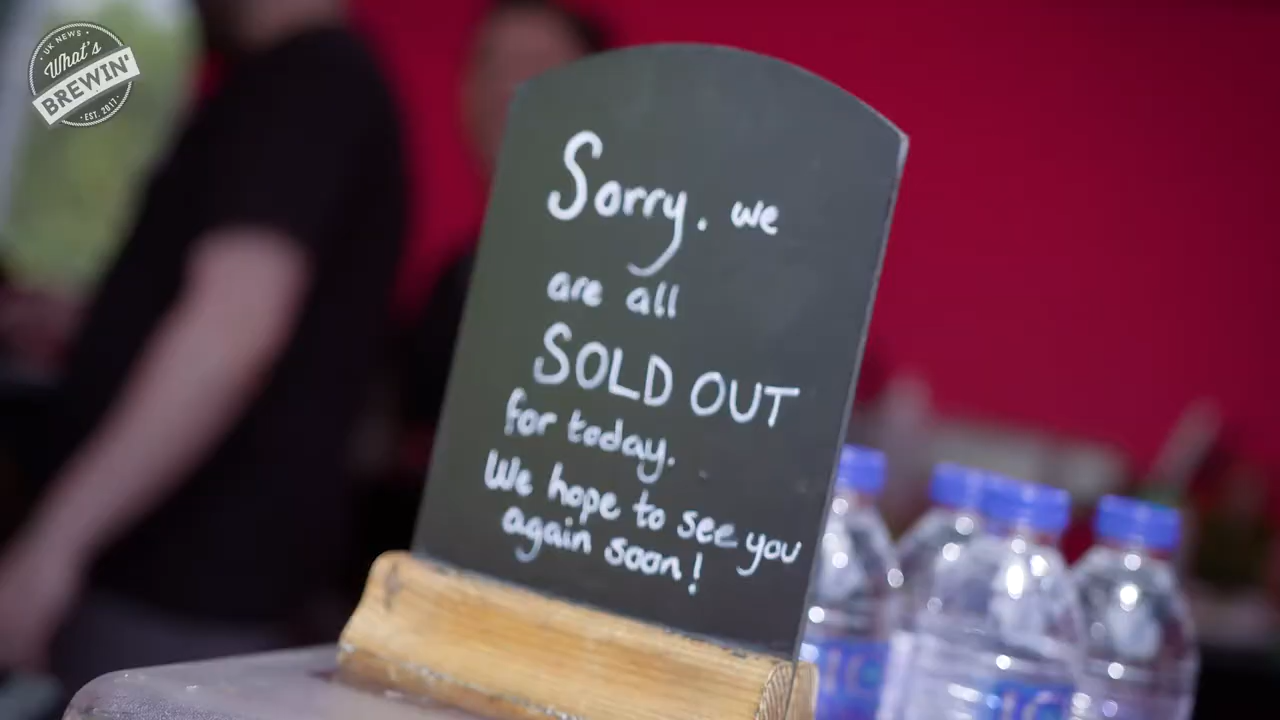 UK NEWS
What's
BREWIN'
EST. 2017
Sorry. we
are all
SOLD OUT
for today.
We hope to see you
again soon!